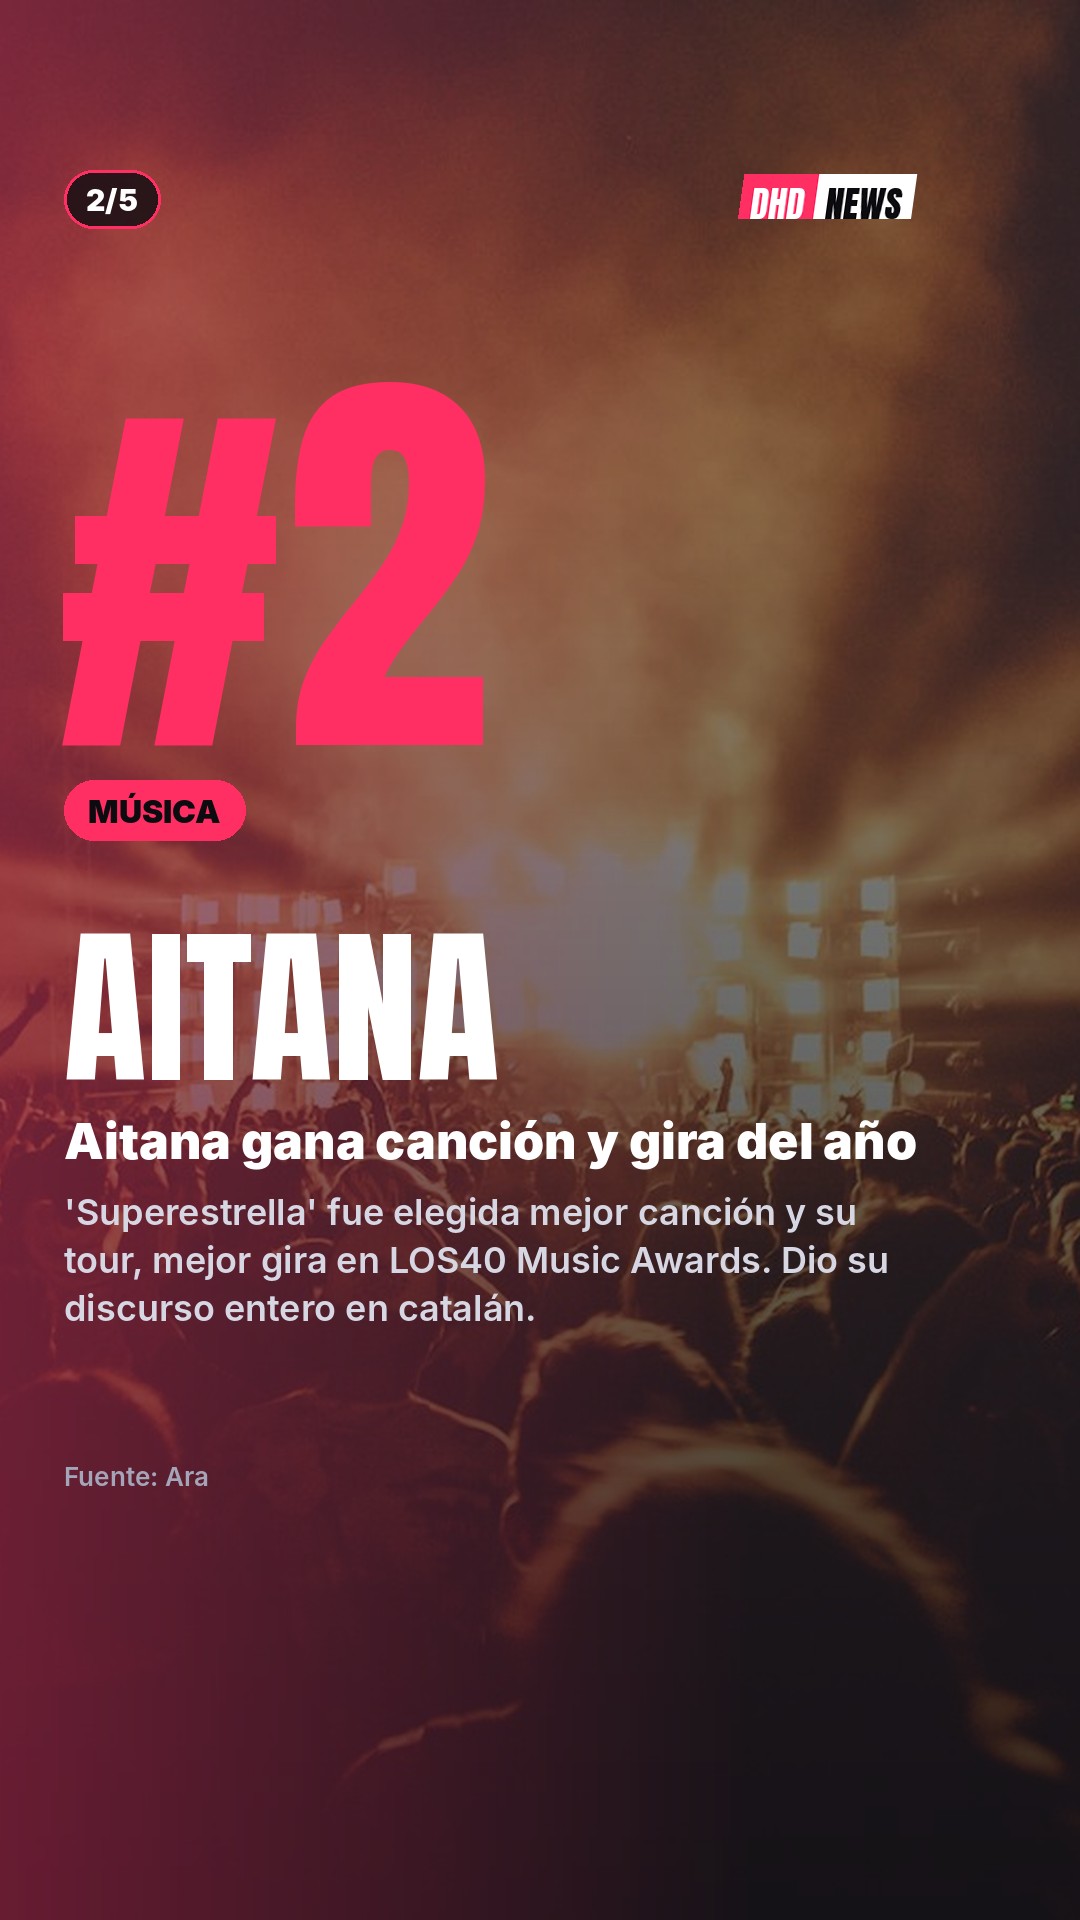 2/5
DHD NEWS
#2
MÚSICA
AITANA
Aitana gana canción y gira del año
'Superestrella' fue elegida mejor canción y su
tour, mejor gira en LOS40 Music Awards. Dio su
discurso entero en catalán.
Fuente: Ara